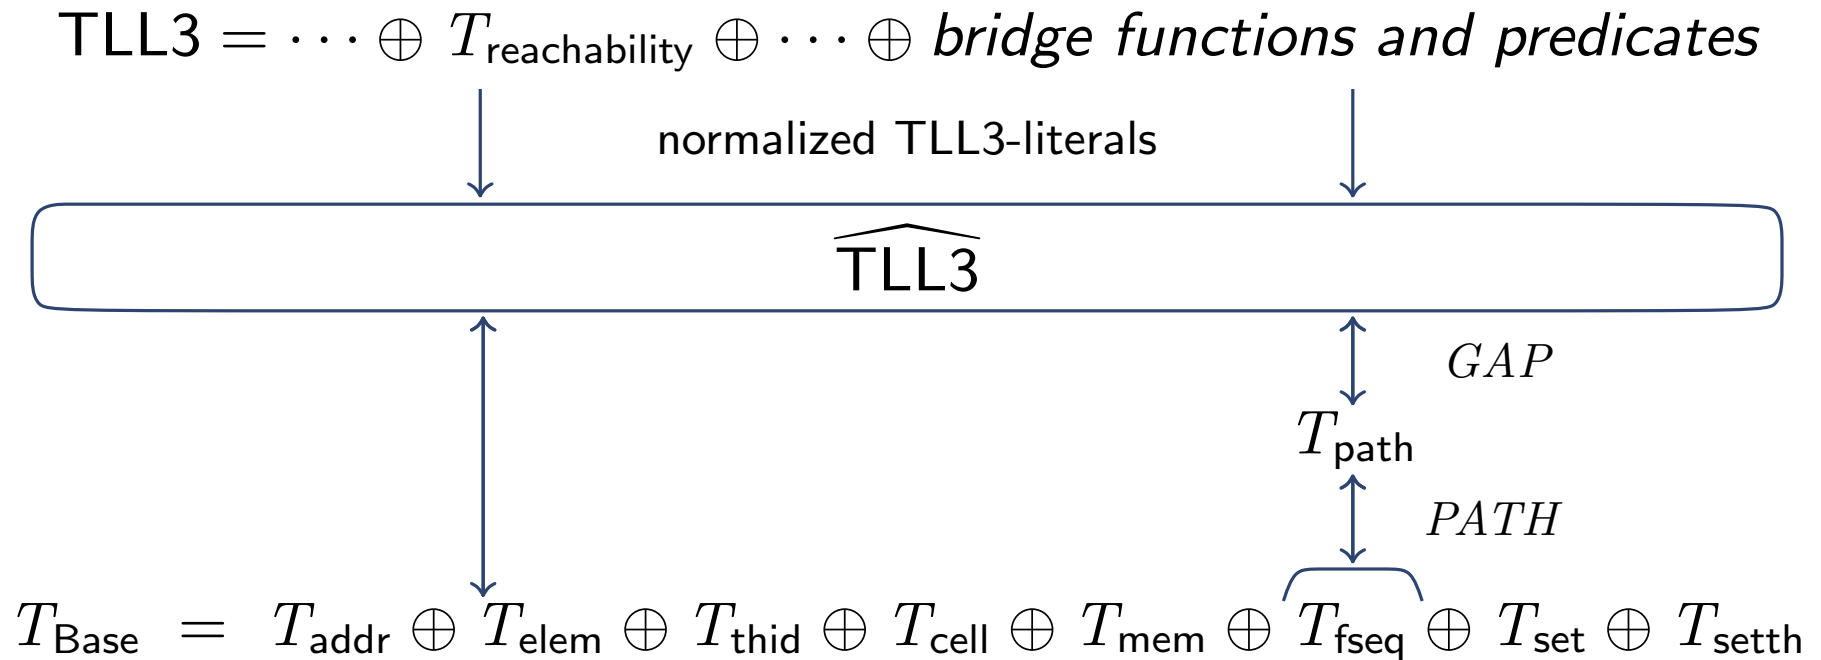 TLL3 = ··· ⊕ T_reachability ⊕ ··· ⊕ bridge functions and predicates
normalized TLL3-literals
\widehat{TLL3}
GAP
T_path
PATH
T_Base = T_addr ⊕ T_elem ⊕ T_thid ⊕ T_cell ⊕ T_mem ⊕ T_fseq ⊕ T_set ⊕ T_setth